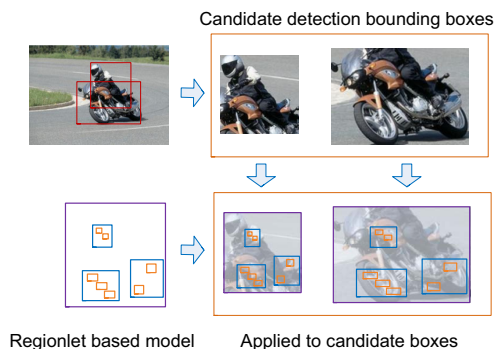 Candidate detection bounding boxes
Regionlet based model
Applied to candidate boxes